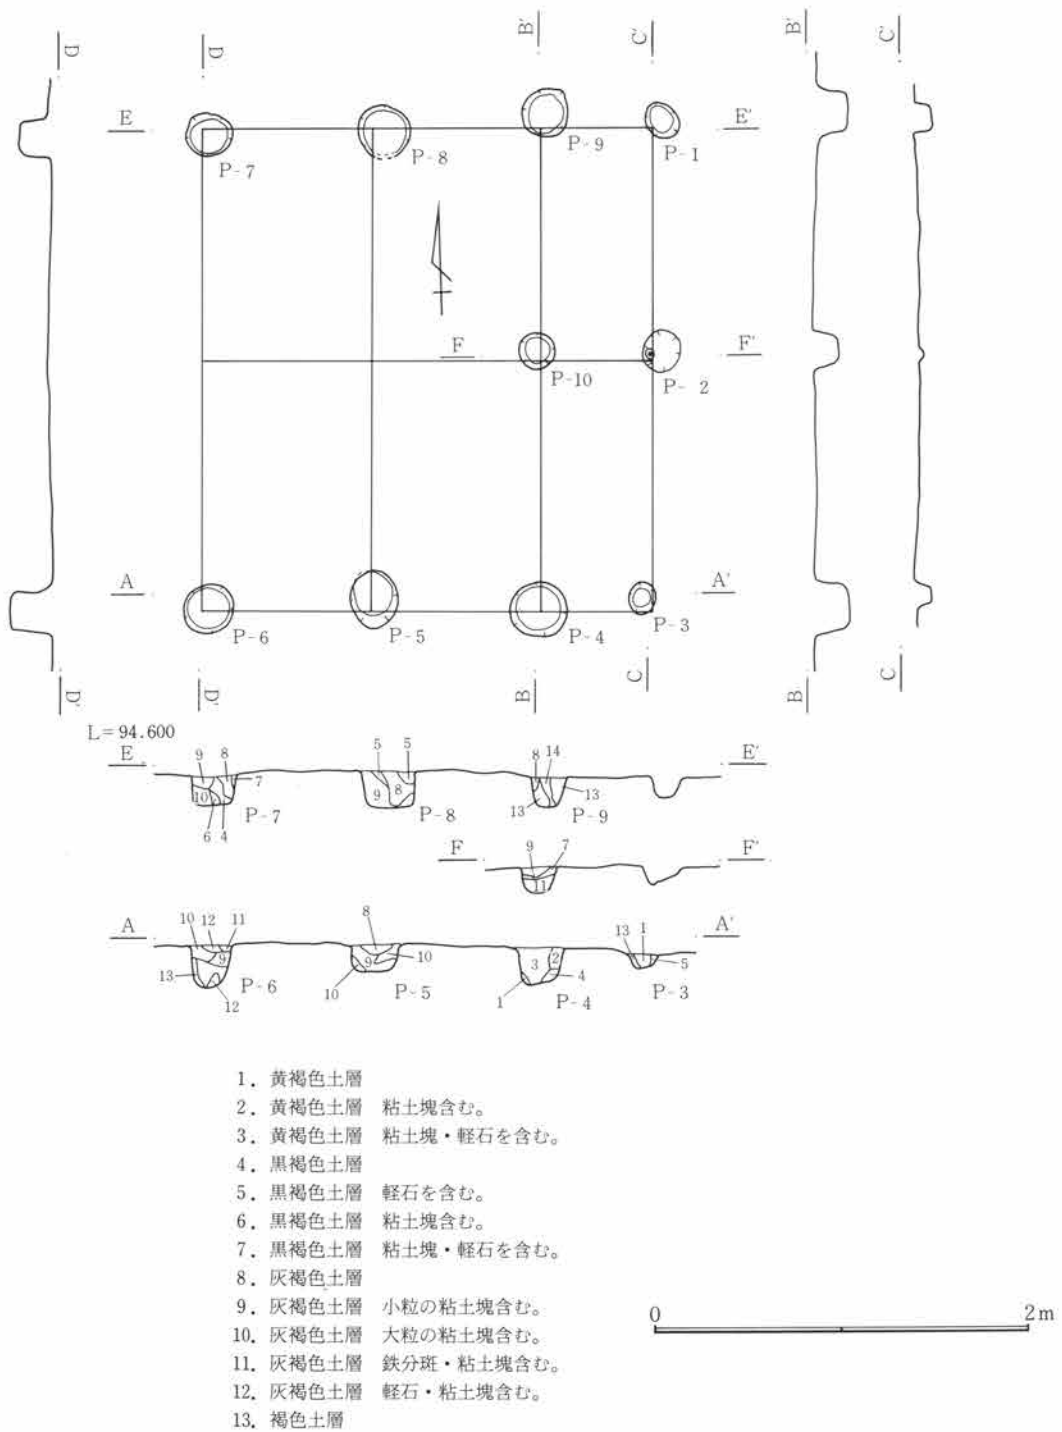 D D B' C' B' C'
E E'
P-7 P-8 P-9 P-1
F F'
P-10 P-2
A A'
P-6 P-5 P-4 P-3
D' D' B C B C
L=94.600
E 9 8 7 5 5 8 14 E'
10 9 8 13 13
6 4 P-7 P-8 P-9
F 9 7 F'
11
A 10 12 11 8 13 1 A'
9 9 10 3 2 5
13 12 P-6 10 P-5 1 4 P-4 P-3
1. 黄褐色土層
2. 黄褐色土層 粘土塊含む。
3. 黄褐色土層 粘土塊・軽石を含む。
4. 黒褐色土層
5. 黒褐色土層 軽石を含む。
6. 黒褐色土層 粘土塊含む。
7. 黒褐色土層 粘土塊・軽石を含む。
8. 灰褐色土層
9. 灰褐色土層 小粒の粘土塊含む。
10. 灰褐色土層 大粒の粘土塊含む。
11. 灰褐色土層 鉄分斑・粘土塊含む。
12. 灰褐色土層 軽石・粘土塊含む。
13. 褐色土層
0 2m